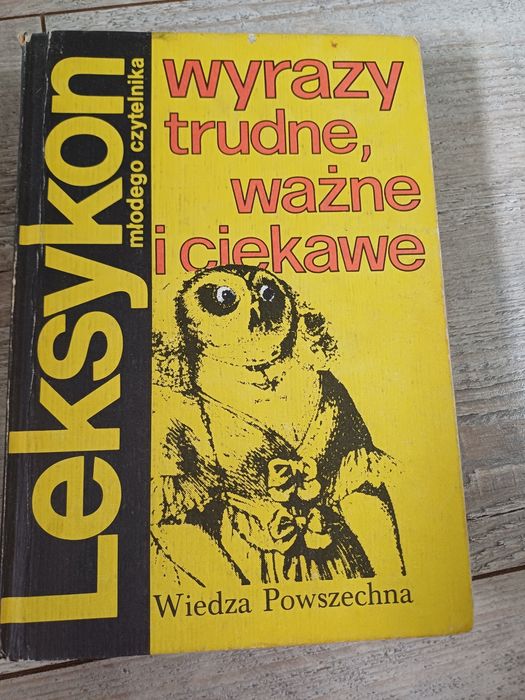 Leksykon
młodego czytelnika
wyrazy
trudne,
ważne
i ciekawe
Wiedza Powszechna